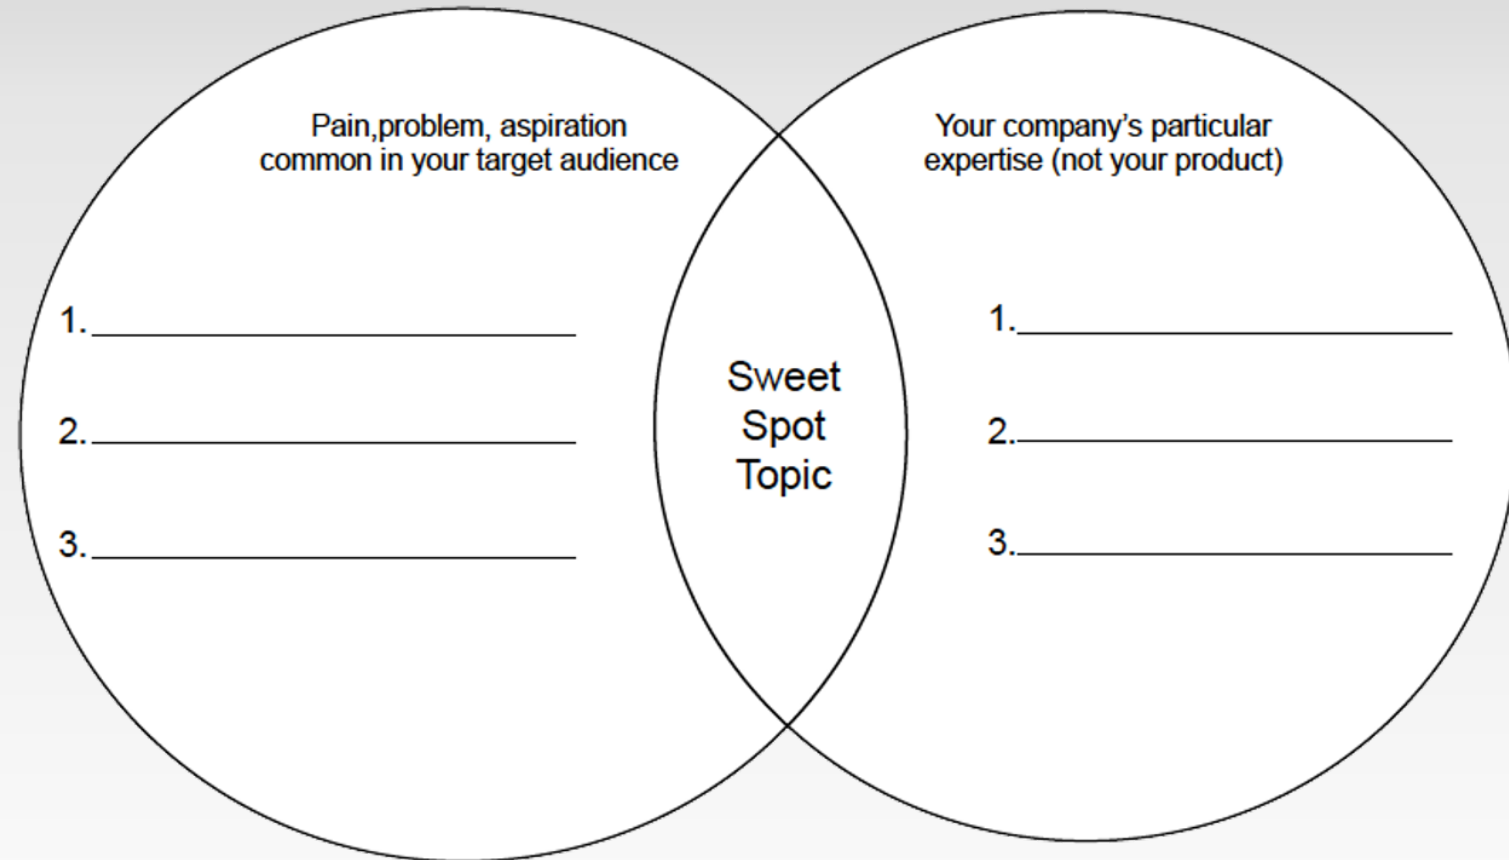 Pain,problem, aspiration
common in your target audience
1.
2.
3.
Sweet
Spot
Topic
Your company’s particular
expertise (not your product)
1.
2.
3.